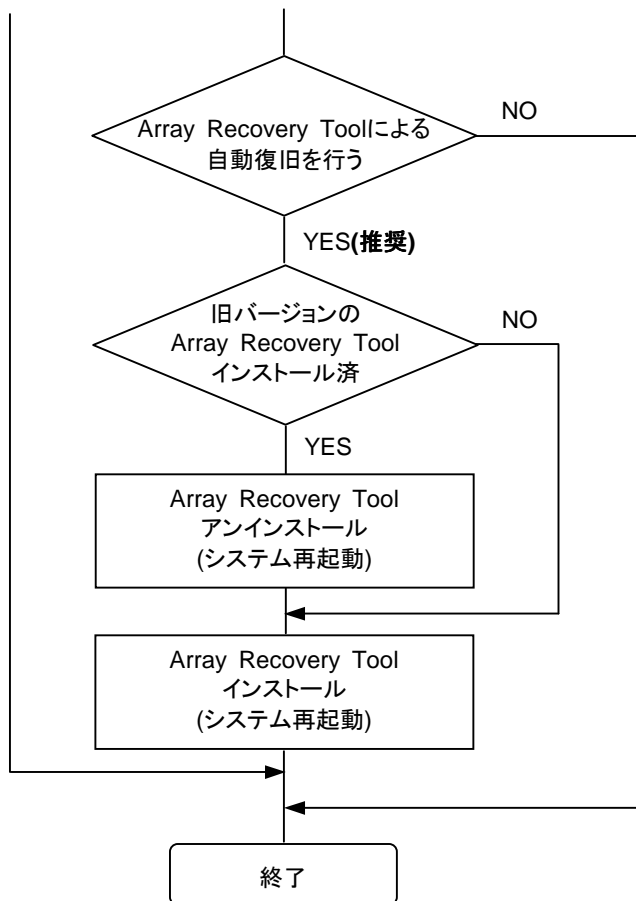 Array Recovery Toolによる
自動復旧を行う
NO
YES(推奨)
旧バージョンの
Array Recovery Tool
インストール済
NO
YES
Array Recovery Tool
アンインストール
(システム再起動)
Array Recovery Tool
インストール
(システム再起動)
終了